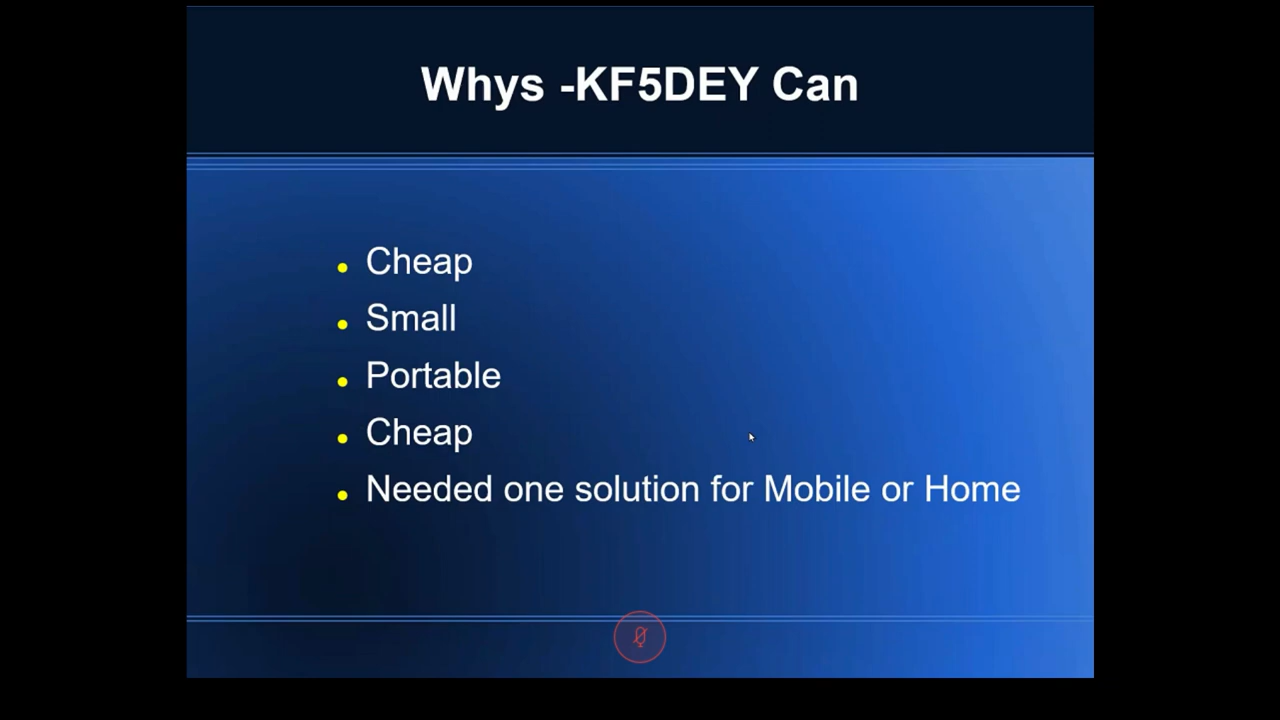 Whys -KF5DEY Can
Cheap
Small
Portable
Cheap
Needed one solution for Mobile or Home